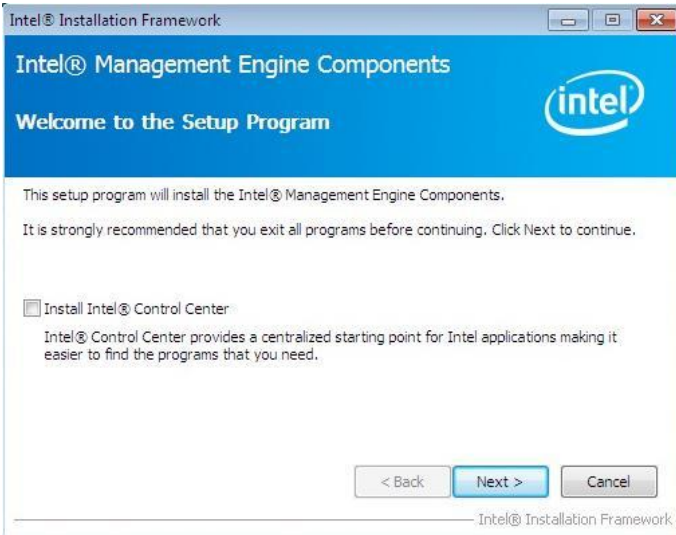 Intel® Installation Framework
Intel® Management Engine Components
Welcome to the Setup Program
intel
This setup program will install the Intel® Management Engine Components.
It is strongly recommended that you exit all programs before continuing. Click Next to continue.
Install Intel® Control Center
Intel® Control Center provides a centralized starting point for Intel applications making it
easier to find the programs that you need.
< Back Next > Cancel
Intel® Installation Framework